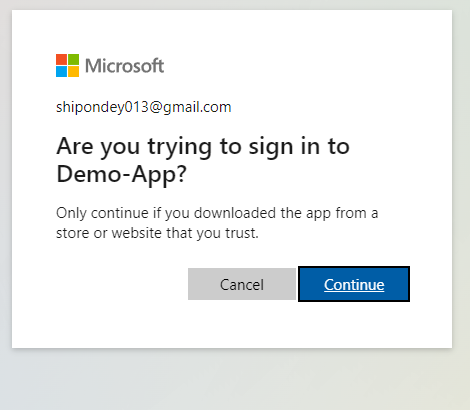 Microsoft
shipondey013@gmail.com
Are you trying to sign in to
Demo-App?
Only continue if you downloaded the app from a
store or website that you trust.
Cancel
Continue